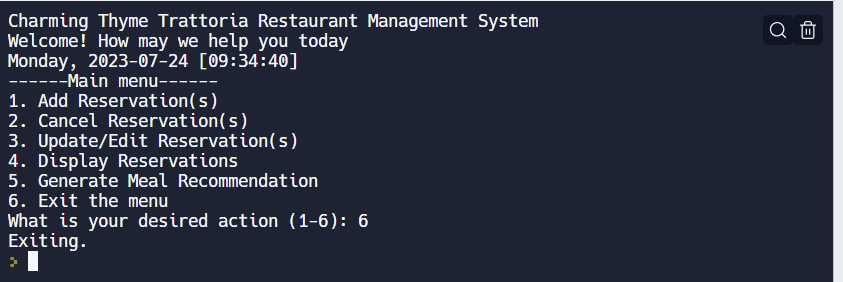 Charming Thyme Trattoria Restaurant Management System
Welcome! How may we help you today
Monday, 2023-07-24 [09:34:40]
------Main menu------
1. Add Reservation(s)
2. Cancel Reservation(s)
3. Update/Edit Reservation(s)
4. Display Reservations
5. Generate Meal Recommendation
6. Exit the menu
What is your desired action (1-6): 6
Exiting.
>